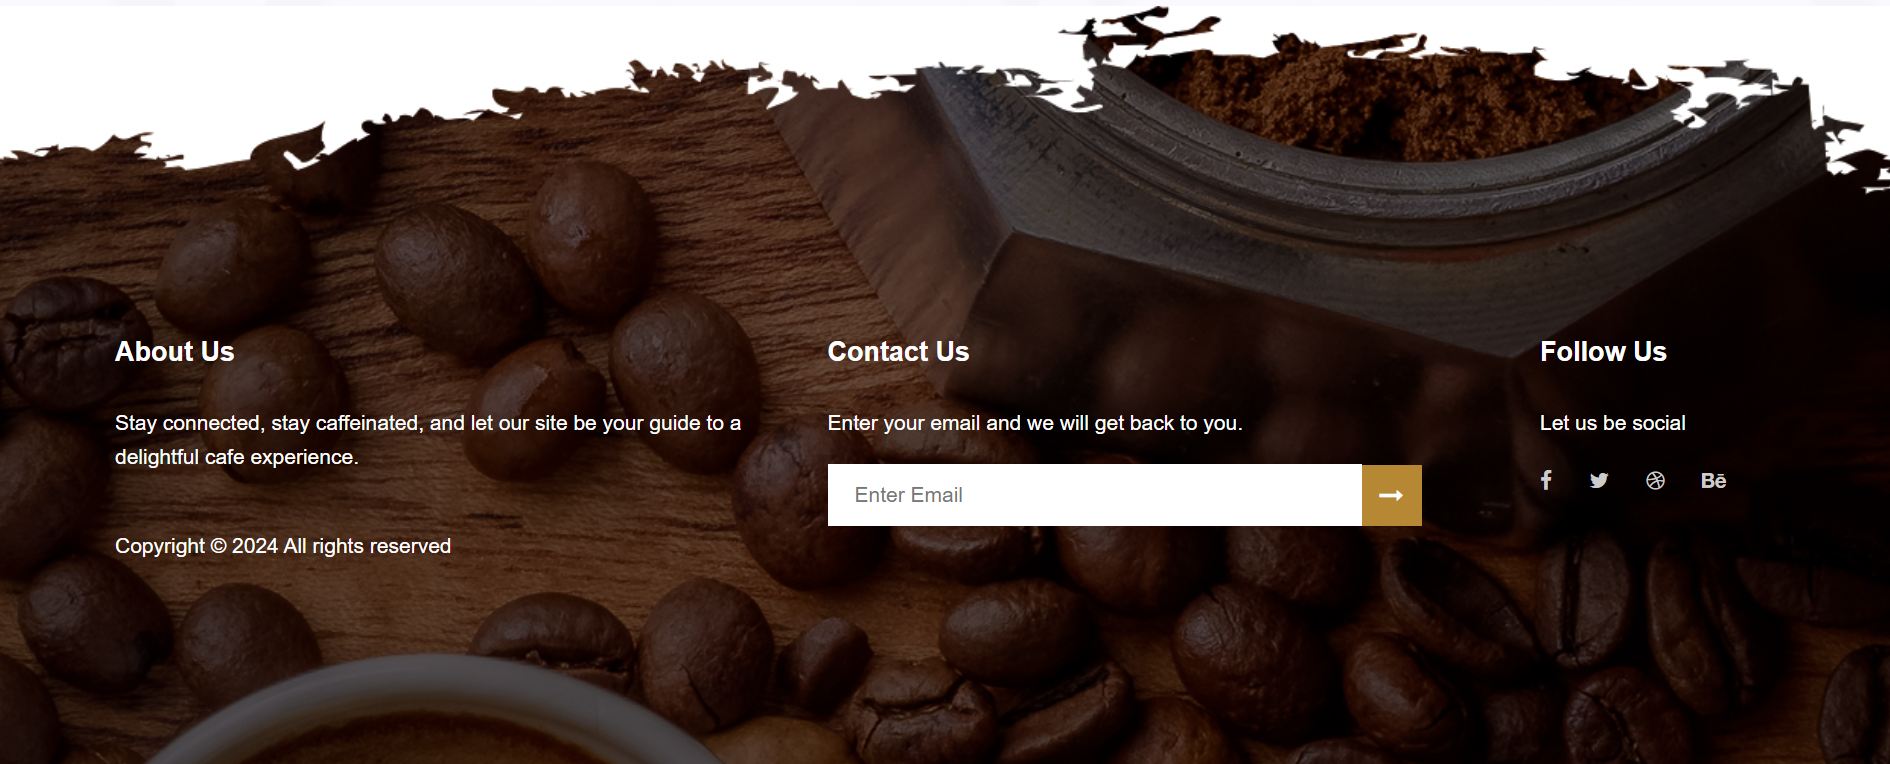 About Us
Stay connected, stay caffeinated, and let our site be your guide to a
delightful cafe experience.
Copyright © 2024 All rights reserved
Contact Us
Enter your email and we will get back to you.
Enter Email
Follow Us
Let us be social
Bē